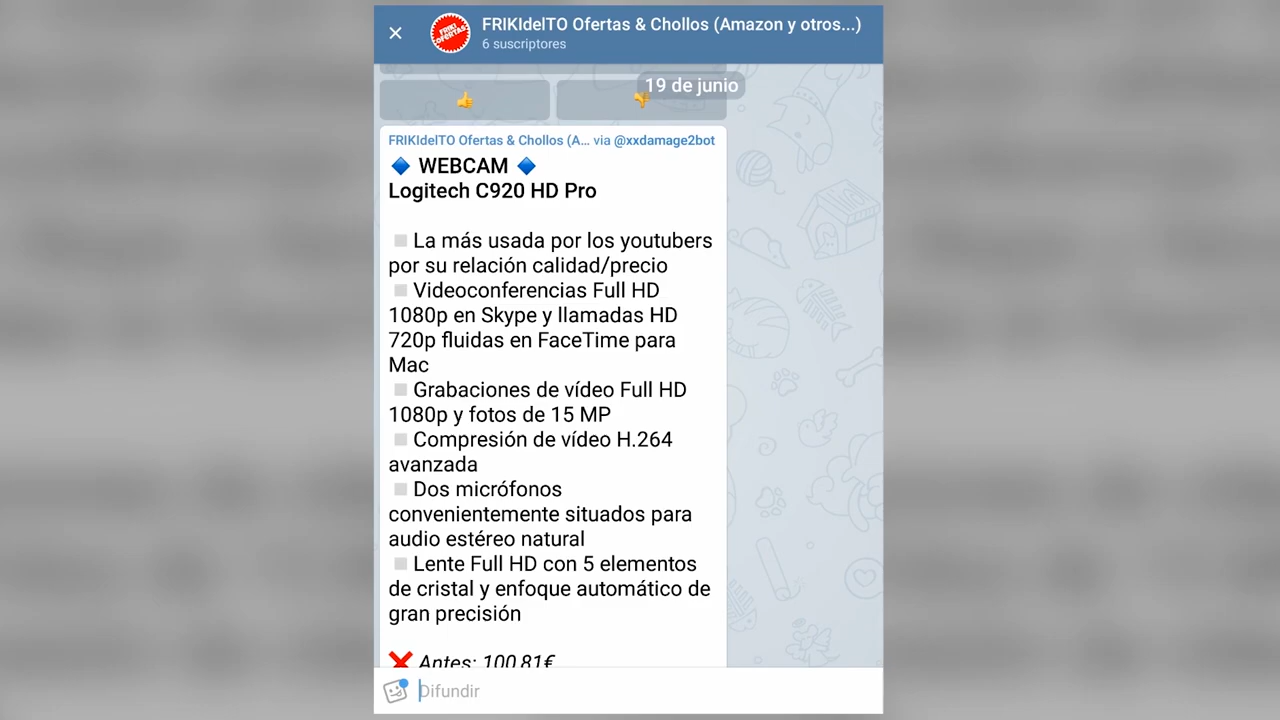 FRIKIdelTO Ofertas & Chollos (Amazon y otros...)
6 suscriptores
FRIKI
OFERTAS
19 de junio
FRIKIdelTO Ofertas & Chollos (A... via @xxdamage2bot
WEBCAM
Logitech C920 HD Pro
La más usada por los youtubers
por su relación calidad/precio
Videoconferencias Full HD
1080p en Skype y llamadas HD
720p fluidas en FaceTime para
Mac
Grabaciones de vídeo Full HD
1080p y fotos de 15 MP
Compresión de vídeo H.264
avanzada
Dos micrófonos
convenientemente situados para
audio estéreo natural
Lente Full HD con 5 elementos
de cristal y enfoque automático de
gran precisión
Antes: 100,81€
Difundir